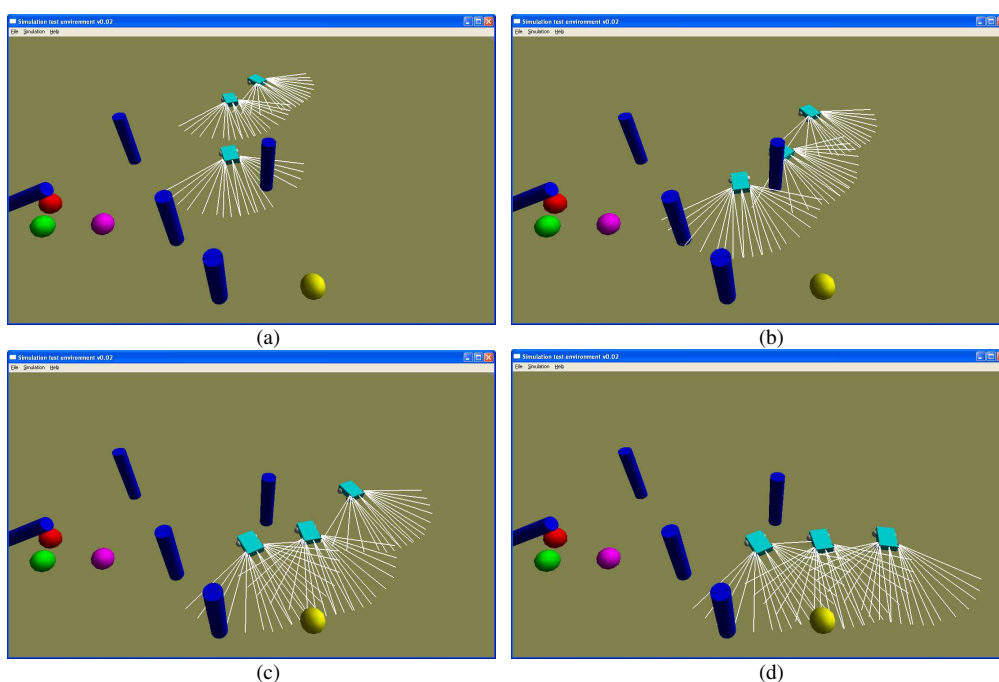 Simulation test environment v0.02
File Simulation Help
Simulation test environment v0.02
File Simulation Help
(a)
(b)
Simulation test environment v0.02
File Simulation Help
Simulation test environment v0.02
File Simulation Help
(c)
(d)